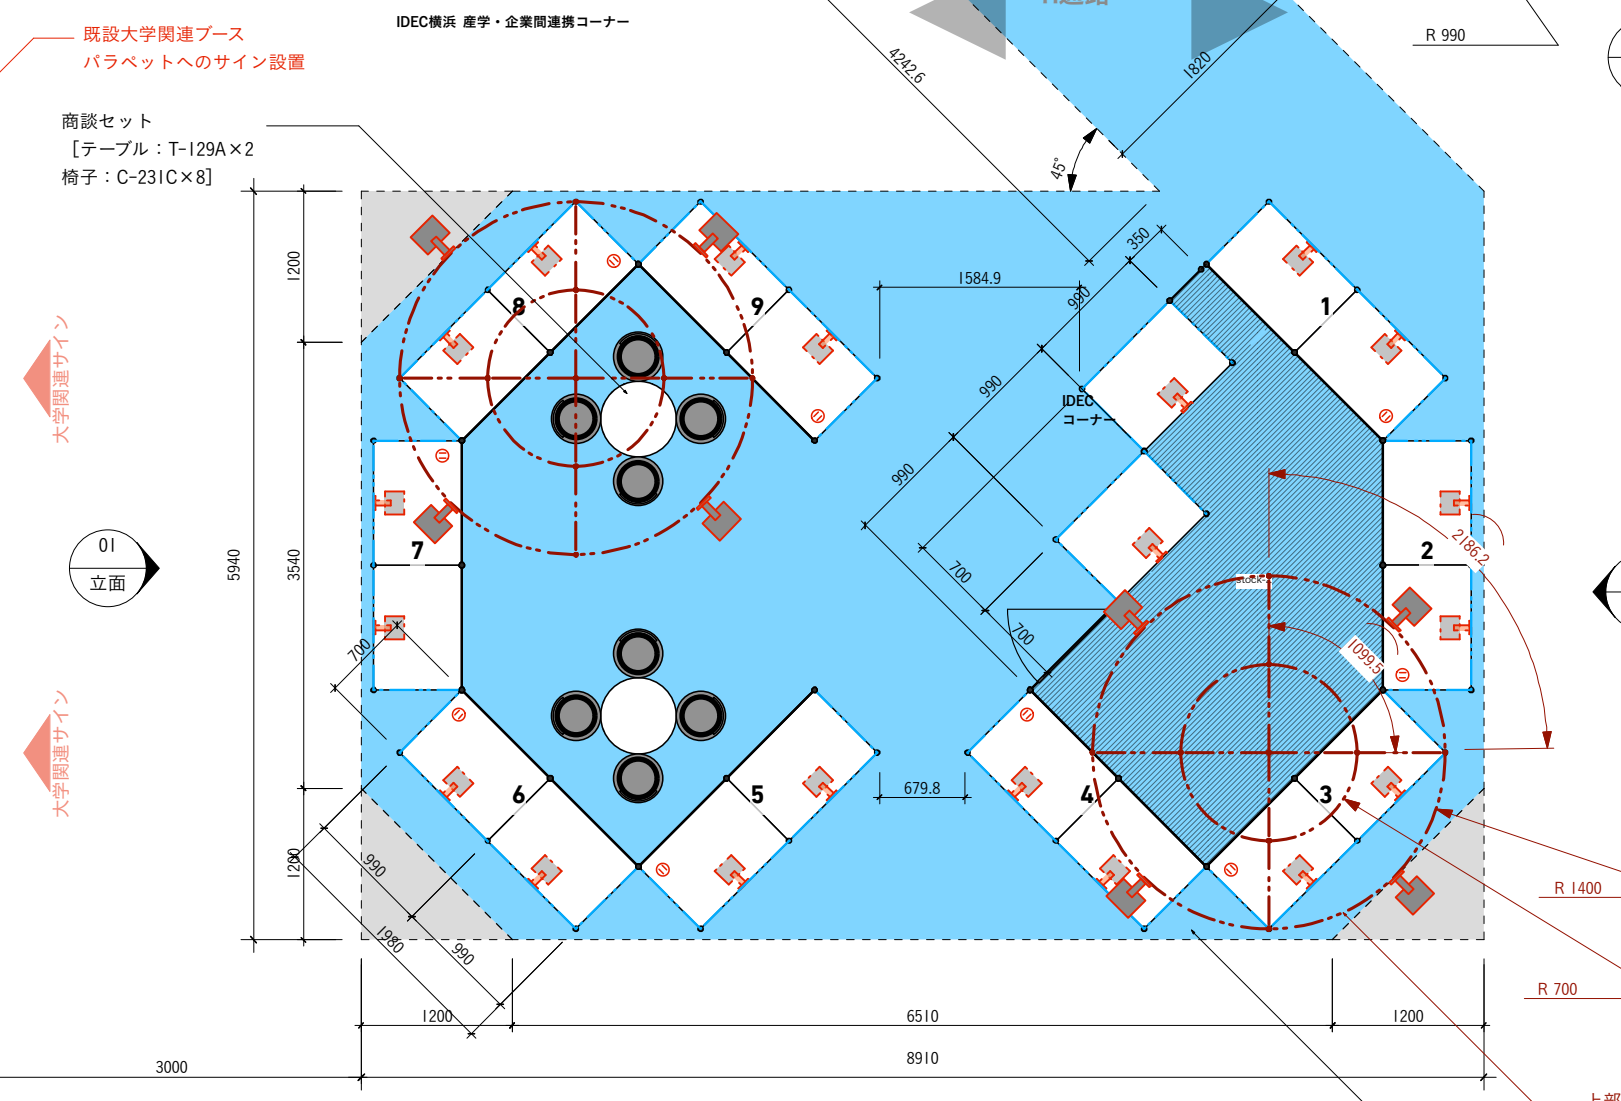 IDEC横浜 産学・企業間連携コーナー
既設大学関連ブース
パラペットへのサイン設置
商談セット
［テーブル：T-129A×2
椅子：C-231C×8］
R 990
4242.6
1820
45°
350
990
1584.9
990
990
700
700
IDEC
コーナー
stock-
2186.2
1099.5
1200
5940
3540
1200
大学関連サイン
大学関連サイン
01
立面
8
9
1
7
2
6
5
4
3
700
679.8
990
1980
990
R 1400
R 700
1200
6510
1200
3000
8910